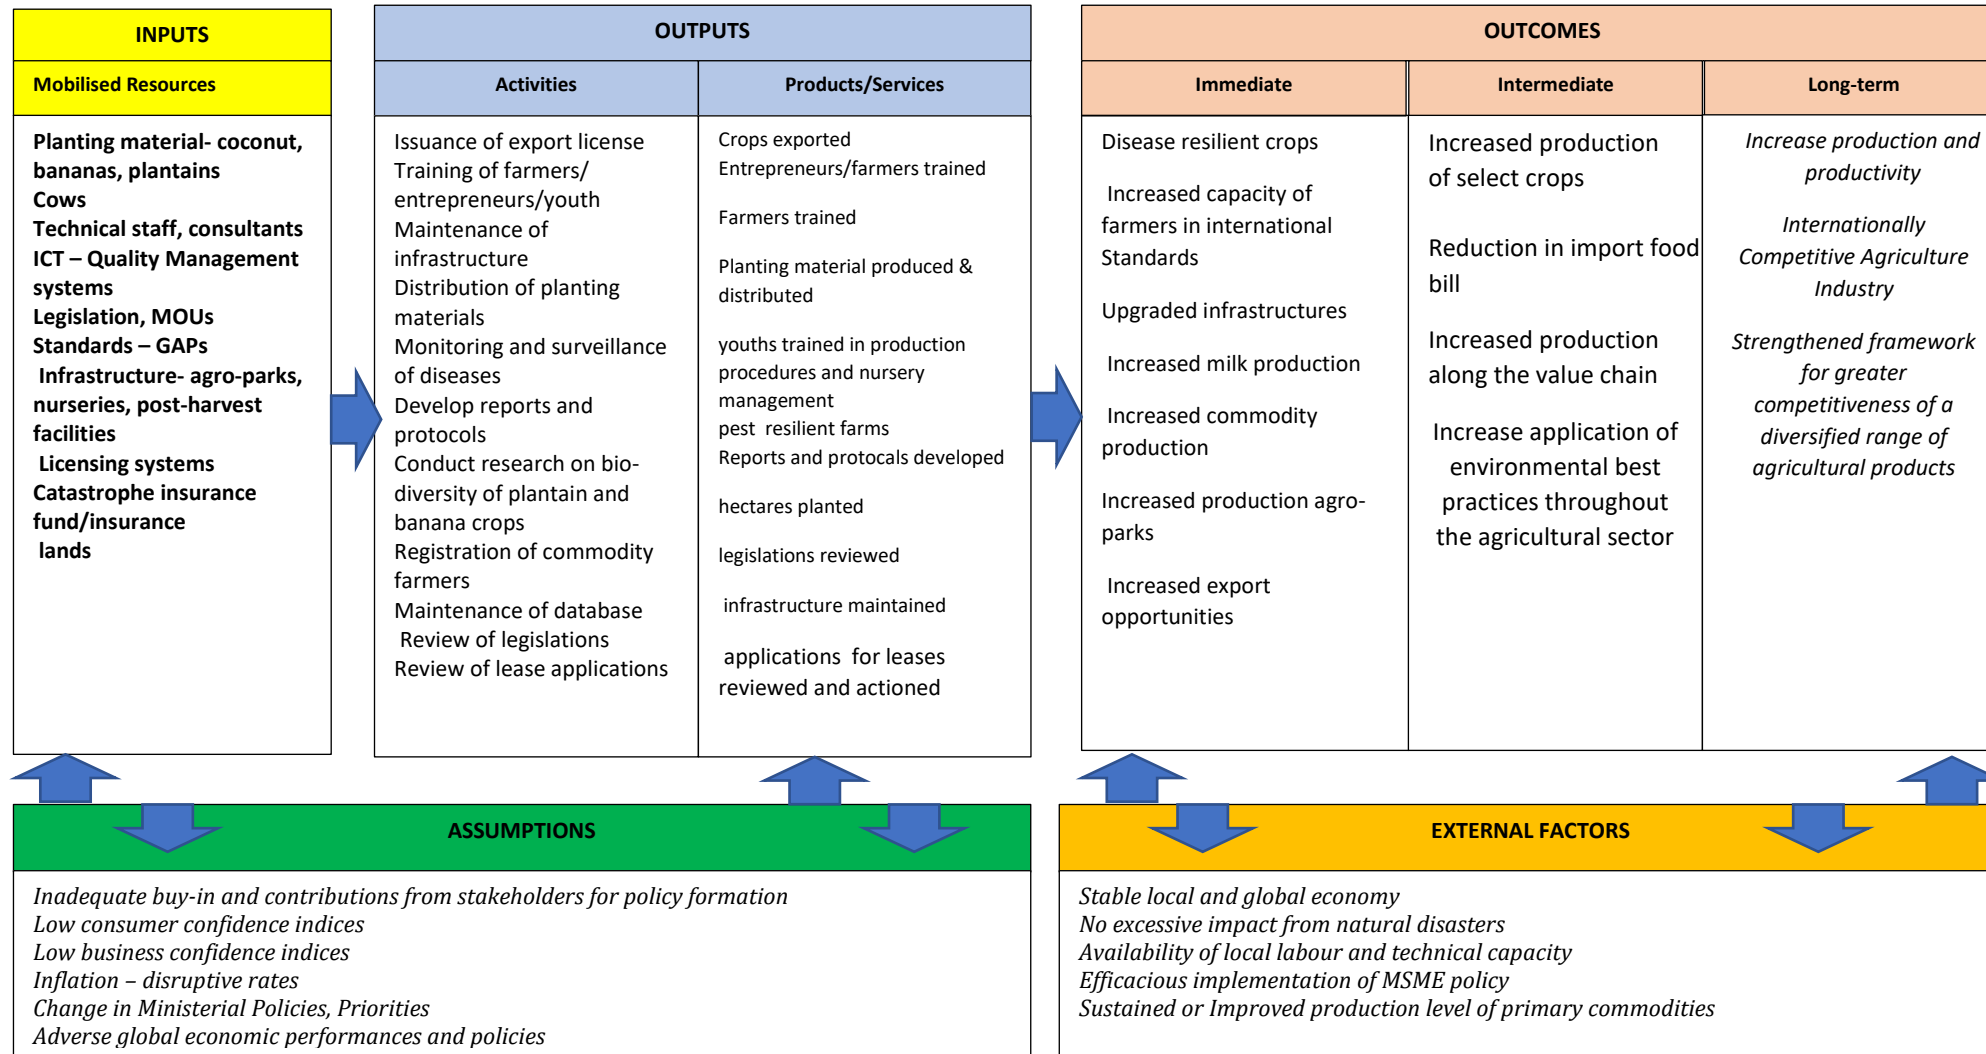 INPUTS
Mobilised Resources
Planting material- coconut,
bananas, plantains
Cows
Technical staff, consultants
ICT – Quality Management
systems
Legislation, MOUs
Standards – GAPs
Infrastructure- agro-parks,
nurseries, post-harvest
facilities
Licensing systems
Catastrophe insurance
fund/insurance
lands
OUTPUTS
Activities
Issuance of export license
Training of farmers/
entrepreneurs/youth
Maintenance of
infrastructure
Distribution of planting
materials
Monitoring and surveillance
of diseases
Develop reports and
protocols
Conduct research on bio-
diversity of plantain and
banana crops
Registration of commodity
farmers
Maintenance of database
Review of legislations
Review of lease applications
Products/Services
Crops exported
Entrepreneurs/farmers trained
Farmers trained
Planting material produced &
distributed
youths trained in production
procedures and nursery
management
pest resilient farms
Reports and protocals developed
hectares planted
legislations reviewed
infrastructure maintained
applications for leases
reviewed and actioned
OUTCOMES
Immediate
Disease resilient crops
Increased capacity of
farmers in international
Standards
Upgraded infrastructures
Increased milk production
Increased commodity
production
Increased production agro-
parks
Increased export
opportunities
Intermediate
Increased production
of select crops
Reduction in import food
bill
Increased production
along the value chain
Increase application of
environmental best
practices throughout
the agricultural sector
Long-term
Increase production and
productivity
Internationally
Competitive Agriculture
Industry
Strengthened framework
for greater
competitiveness of a
diversified range of
agricultural products
ASSUMPTIONS
Inadequate buy-in and contributions from stakeholders for policy formation
Low consumer confidence indices
Low business confidence indices
Inflation – disruptive rates
Change in Ministerial Policies, Priorities
Adverse global economic performances and policies
EXTERNAL FACTORS
Stable local and global economy
No excessive impact from natural disasters
Availability of local labour and technical capacity
Efficacious implementation of MSME policy
Sustained or Improved production level of primary commodities